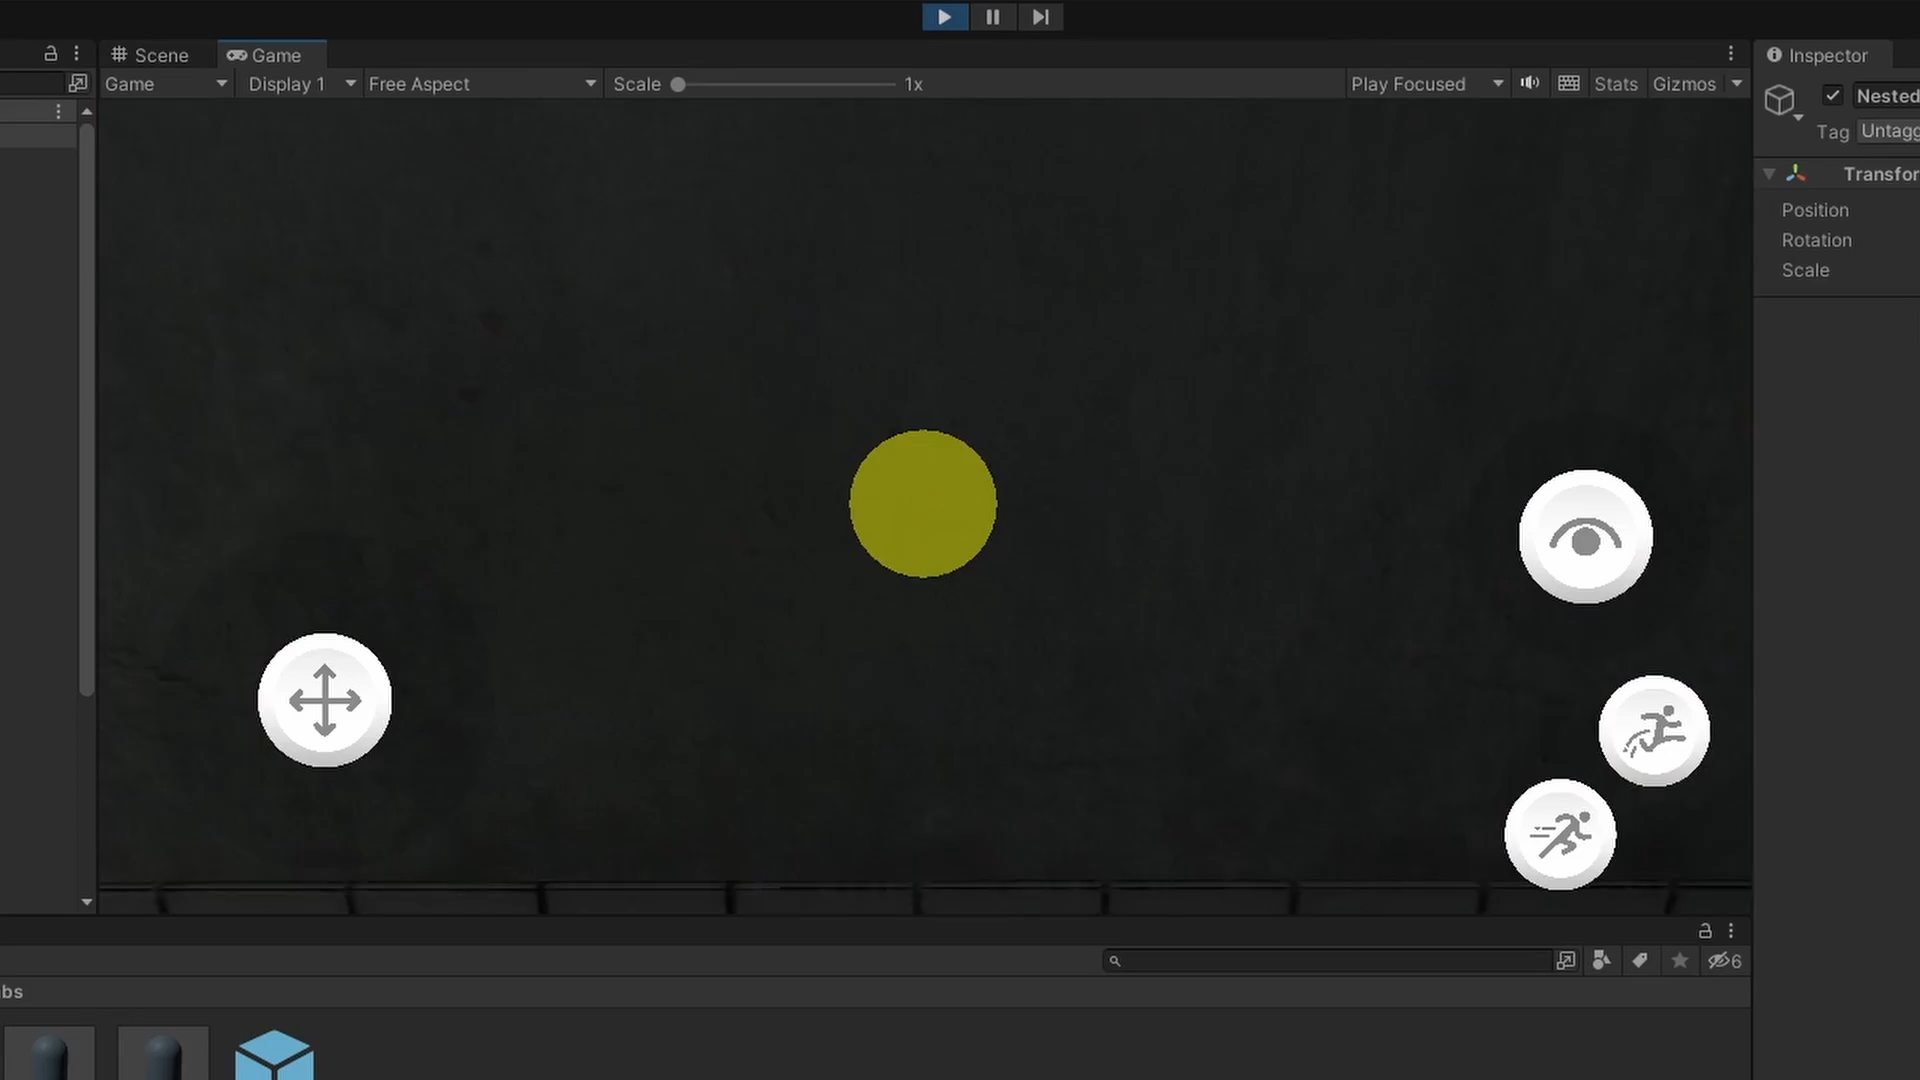 Scene
Game
Inspector
Game
Display 1
Free Aspect
Scale
1x
Play Focused
Stats
Gizmos
Nested
Tag
Untagg
Transfor
Position
Rotation
Scale
6
bs